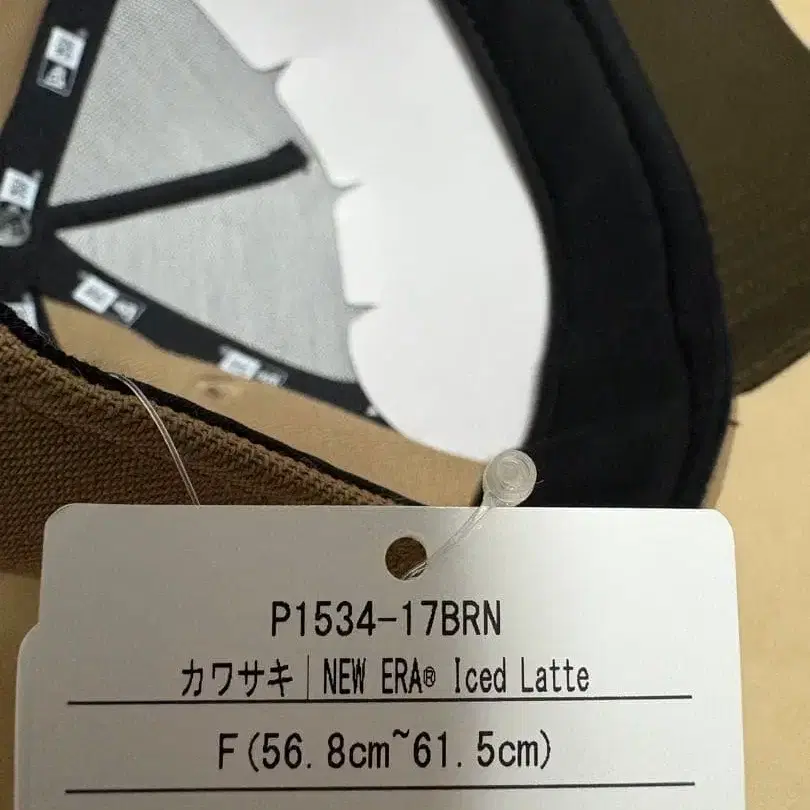 P1534-17BRN
カワサキ|NEW ERA® Iced Latte
F(56.8cm~61.5cm)